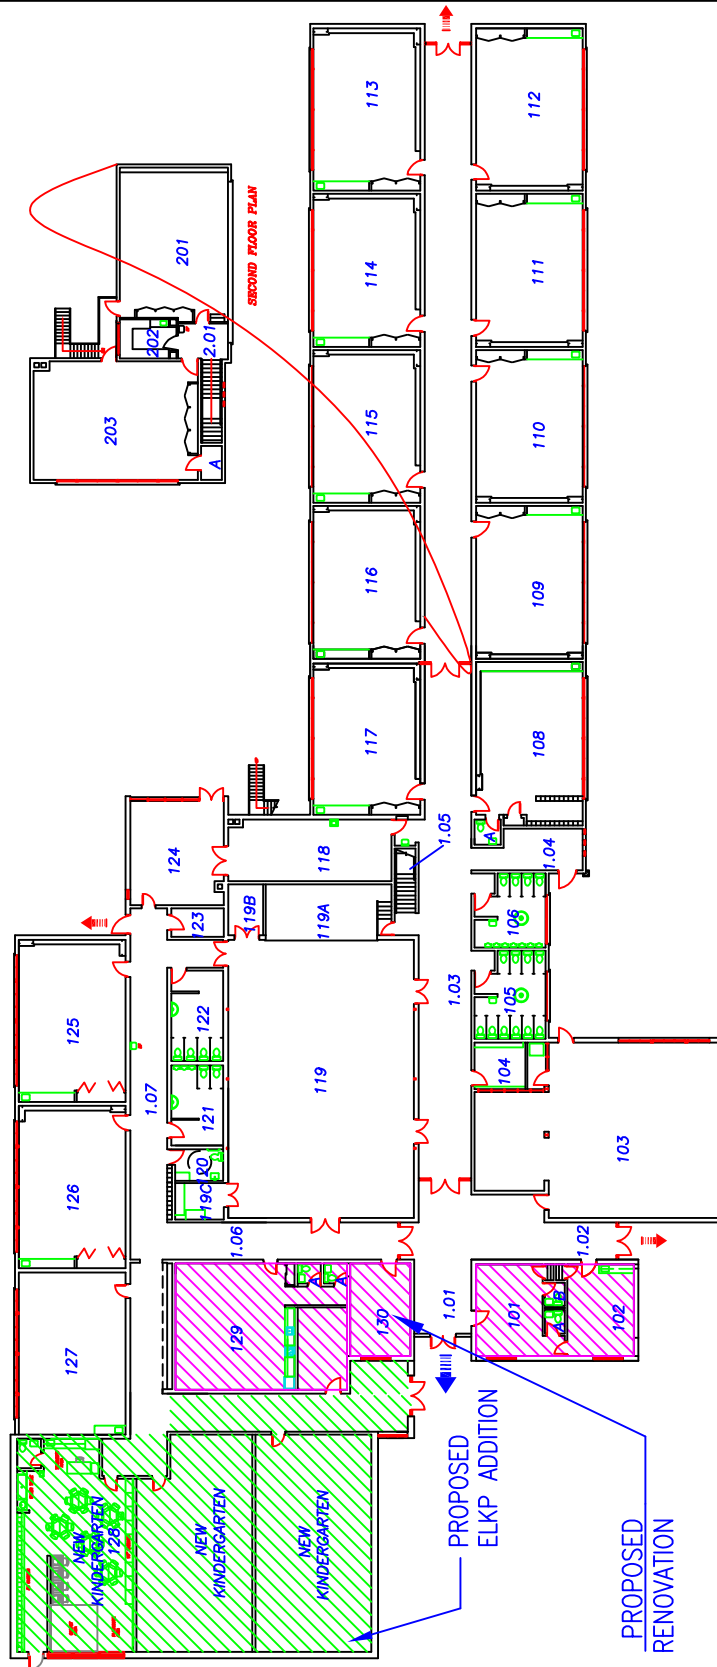 113
112
201
SECOND FLOOR PLAN
114
111
202
2.01
203
A
115
110
116
109
117
108
124
118
1.05
A
1.04
123
119B
119A
106
125
122
1.03
105
119
1.07
121
104
126
120
119C
103
1.06
1.02
A
A
1.01
101
B
A
102
127
129
130
NEW
KINDERGARTEN
128
NEW
KINDERGARTEN
NEW
KINDERGARTEN
PROPOSED
ELKP ADDITION
PROPOSED
RENOVATION